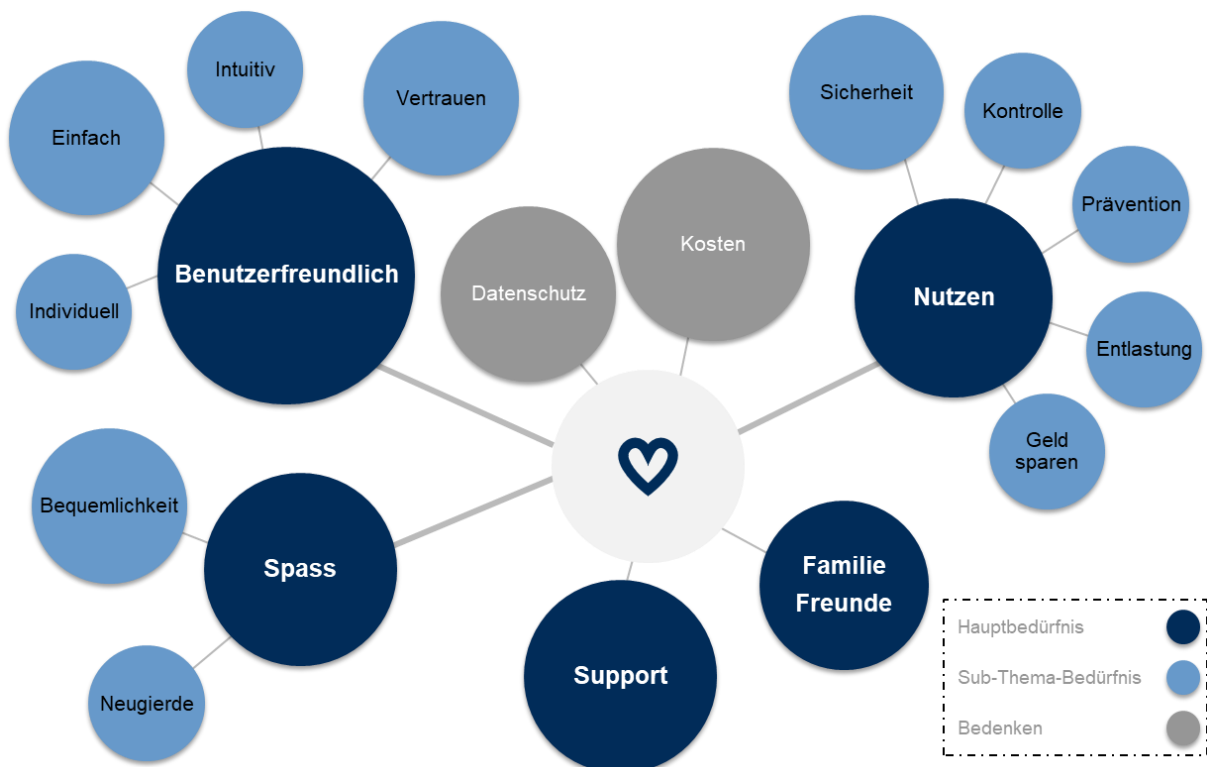 Intuitiv
Vertrauen
Einfach
Benutzerfreundlich
Individuell
Datenschutz
Kosten
Sicherheit
Kontrolle
Prävention
Nutzen
Entlastung
Geld
sparen
Bequemlichkeit
Spass
Neugierde
Support
Familie
Freunde
Hauptbedürfnis
Sub-Thema-Bedürfnis
Bedenken